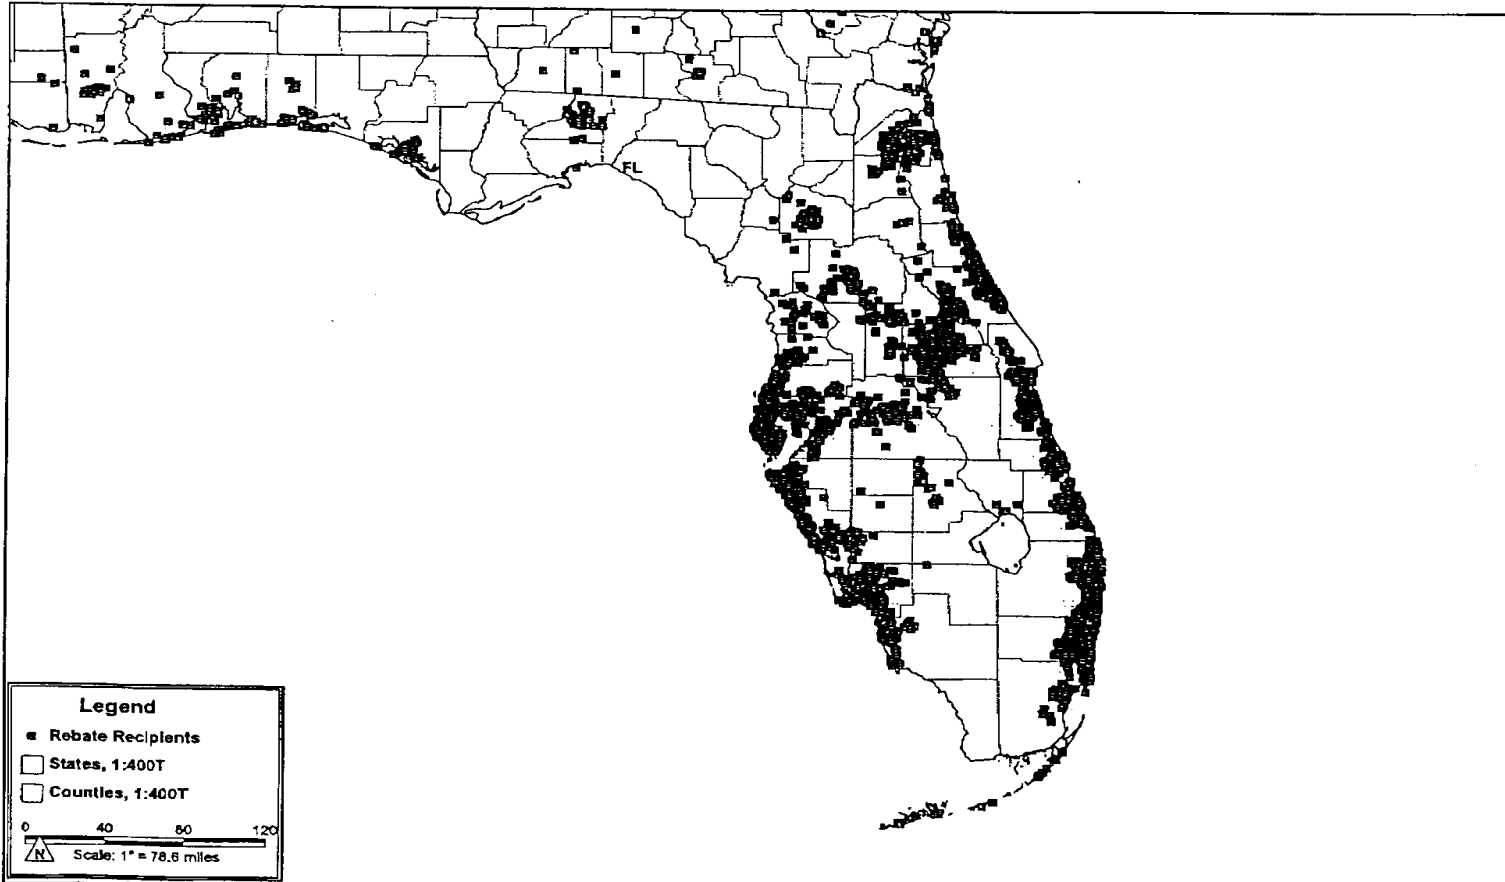 FL
Legend
Rebate Recipients
States, 1:400T
Counties, 1:400T
0 40 80 120
N
Scale: 1" = 78.6 miles